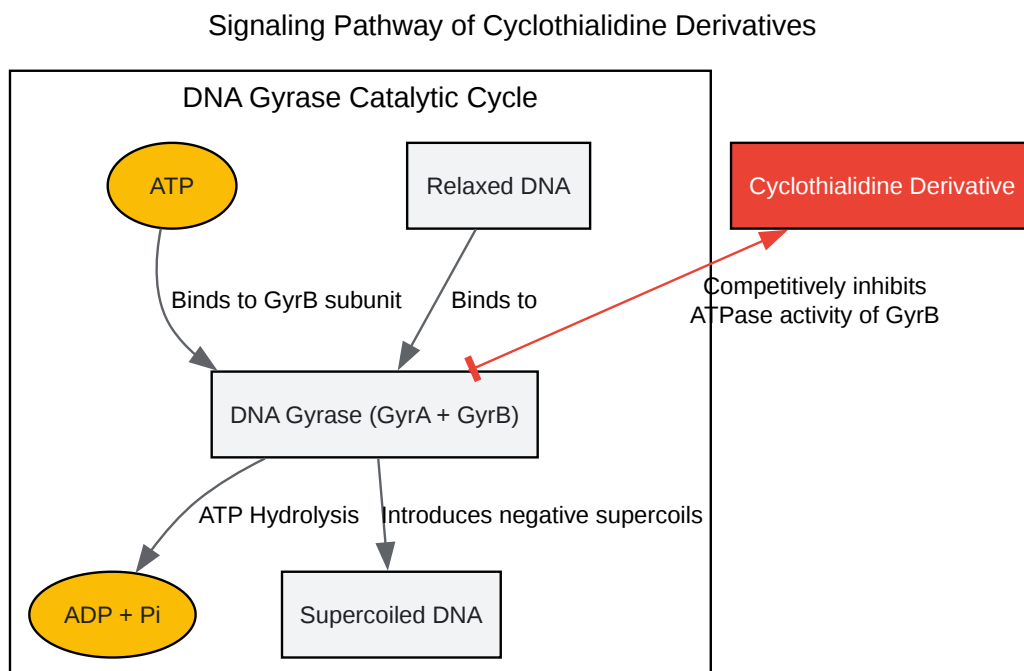 Signaling Pathway of Cyclothialidine Derivatives
DNA Gyrase Catalytic Cycle
ATP
Relaxed DNA
Cyclothialidine Derivative
Binds to GyrB subunit
Binds to
Competitively inhibits
ATPase activity of GyrB
DNA Gyrase (GyrA + GyrB)
ATP Hydrolysis
Introduces negative supercoils
ADP + Pi
Supercoiled DNA